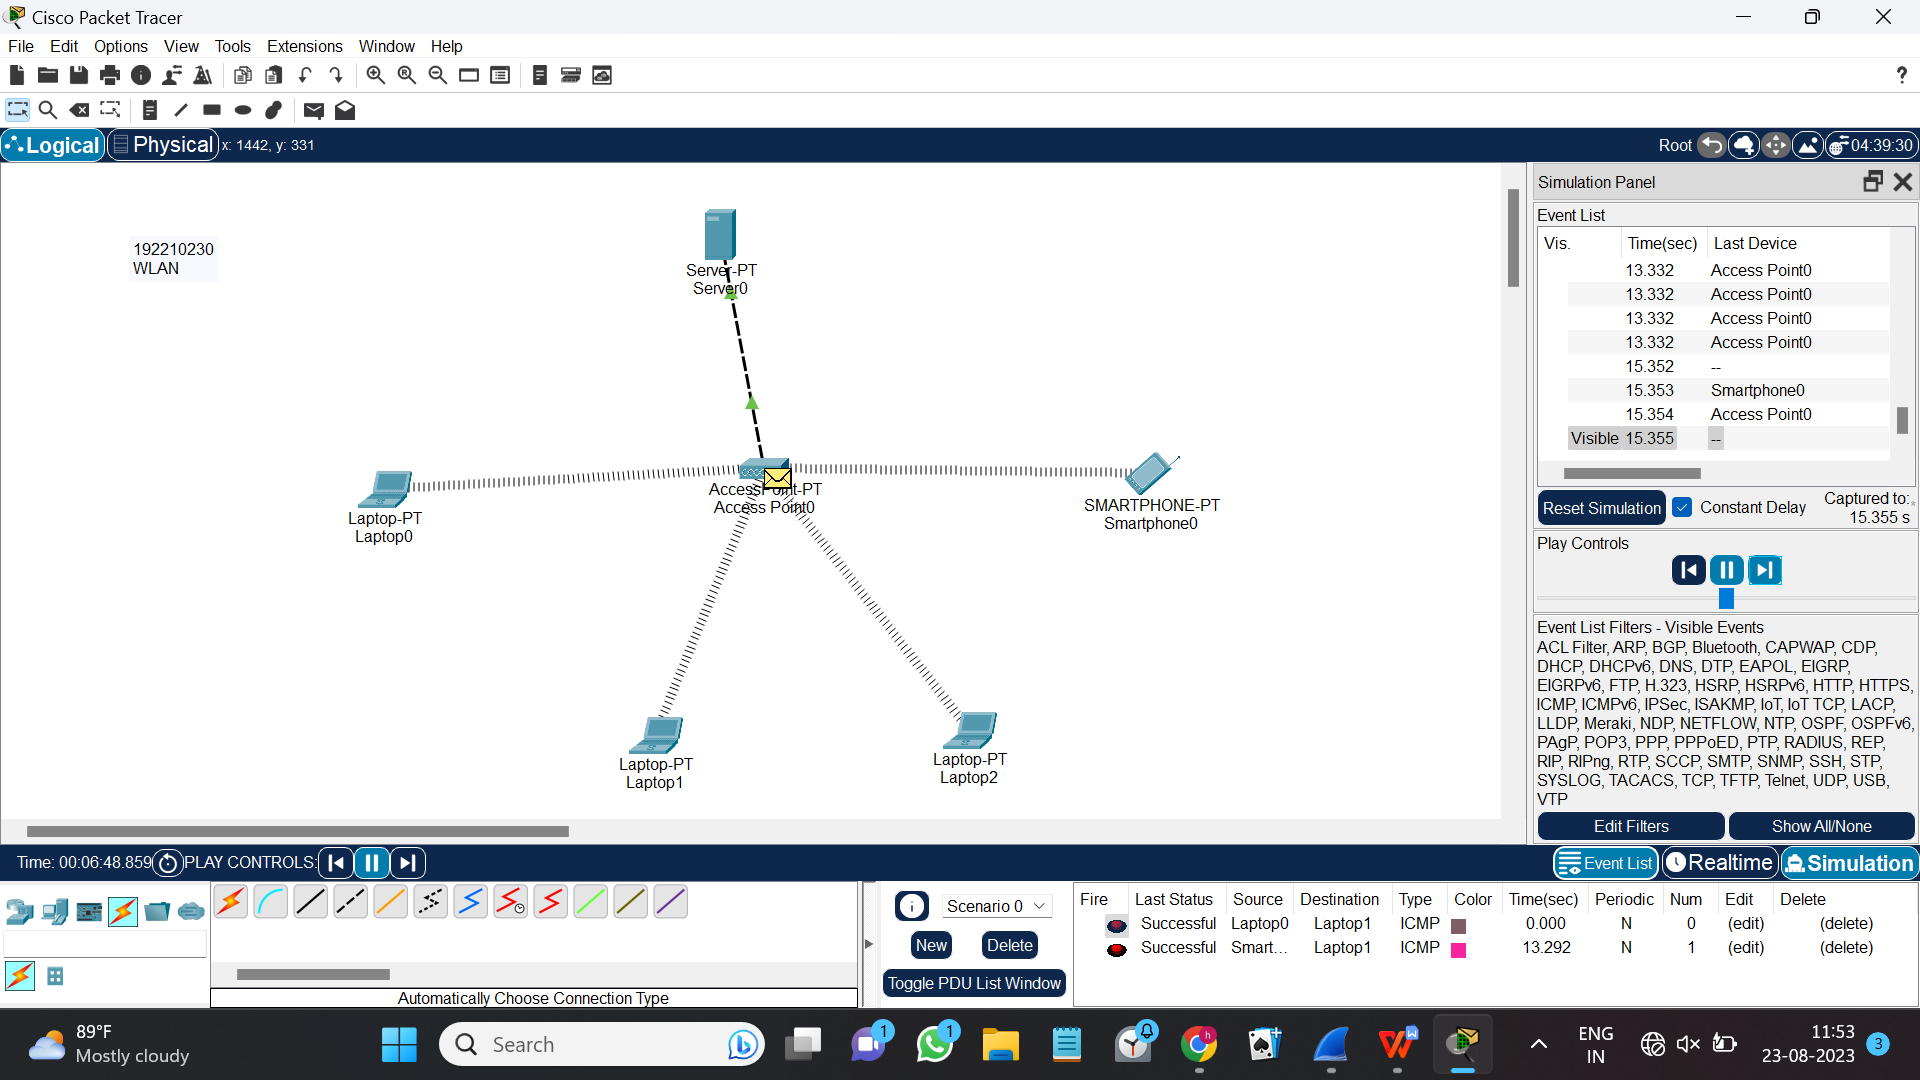 Cisco Packet Tracer
File Edit Options View Tools Extensions Window Help
?
Logical Physical x: 1442, y: 331
Root 04:39:30
192210230
WLAN
Server-PT
Server0
AccessPoint-PT
Access Point0
Laptop-PT
Laptop0
SMARTPHONE-PT
Smartphone0
Laptop-PT
Laptop1
Laptop-PT
Laptop2
Simulation Panel
Event List
Vis. Time(sec) Last Device
13.332 Access Point0
13.332 Access Point0
13.332 Access Point0
13.332 Access Point0
15.352 --
15.353 Smartphone0
15.354 Access Point0
Visible 15.355 --
Reset Simulation Constant Delay Captured to:
15.355 s
Play Controls
Event List Filters - Visible Events
ACL Filter, ARP, BGP, Bluetooth, CAPWAP, CDP,
DHCP, DHCPv6, DNS, DTP, EAPOL, EIGRP,
EIGRPv6, FTP, H.323, HSRP, HSRPv6, HTTP, HTTPS,
ICMP, ICMPv6, IPSec, ISAKMP, IoT, IoT TCP, LACP,
LLDP, Meraki, NDP, NETFLOW, NTP, OSPF, OSPFv6,
PAgP, POP3, PPP, PPPoED, PTP, RADIUS, REP,
RIP, RIPng, RTP, SCCP, SMTP, SNMP, SSH, STP,
SYSLOG, TACACS, TCP, TFTP, Telnet, UDP, USB,
VTP
Edit Filters Show All/None
Time: 00:06:48.859 PLAY CONTROLS:
Event List Realtime Simulation
Scenario 0
New Delete
Toggle PDU List Window
Fire Last Status Source Destination Type Color Time(sec) Periodic Num Edit Delete
Successful Laptop0 Laptop1 ICMP 0.000 N 0 (edit) (delete)
Successful Smart... Laptop1 ICMP 13.292 N 1 (edit) (delete)
Automatically Choose Connection Type
89°F
Mostly cloudy
Search
1
1
ENG
IN
11:53
23-08-2023
3